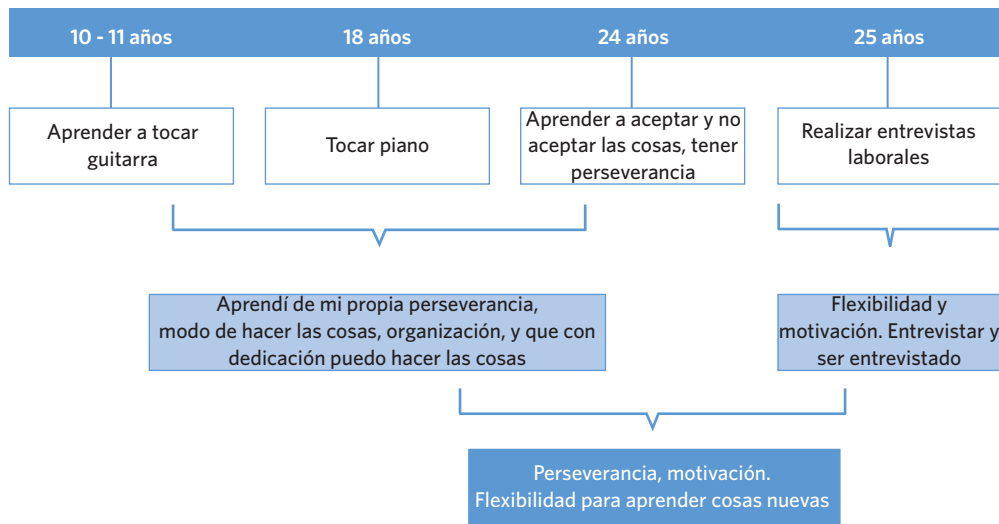 10 - 11 años
18 años
24 años
25 años
Aprender a tocar
guitarra
Tocar piano
Aprender a aceptar y no
aceptar las cosas, tener
perseverancia
Realizar entrevistas
laborales
Aprendí de mi propia perseverancia,
modo de hacer las cosas, organización, y que con
dedicación puedo hacer las cosas
Flexibilidad y
motivación. Entrevistar y
ser entrevistado
Perseverancia, motivación.
Flexibilidad para aprender cosas nuevas